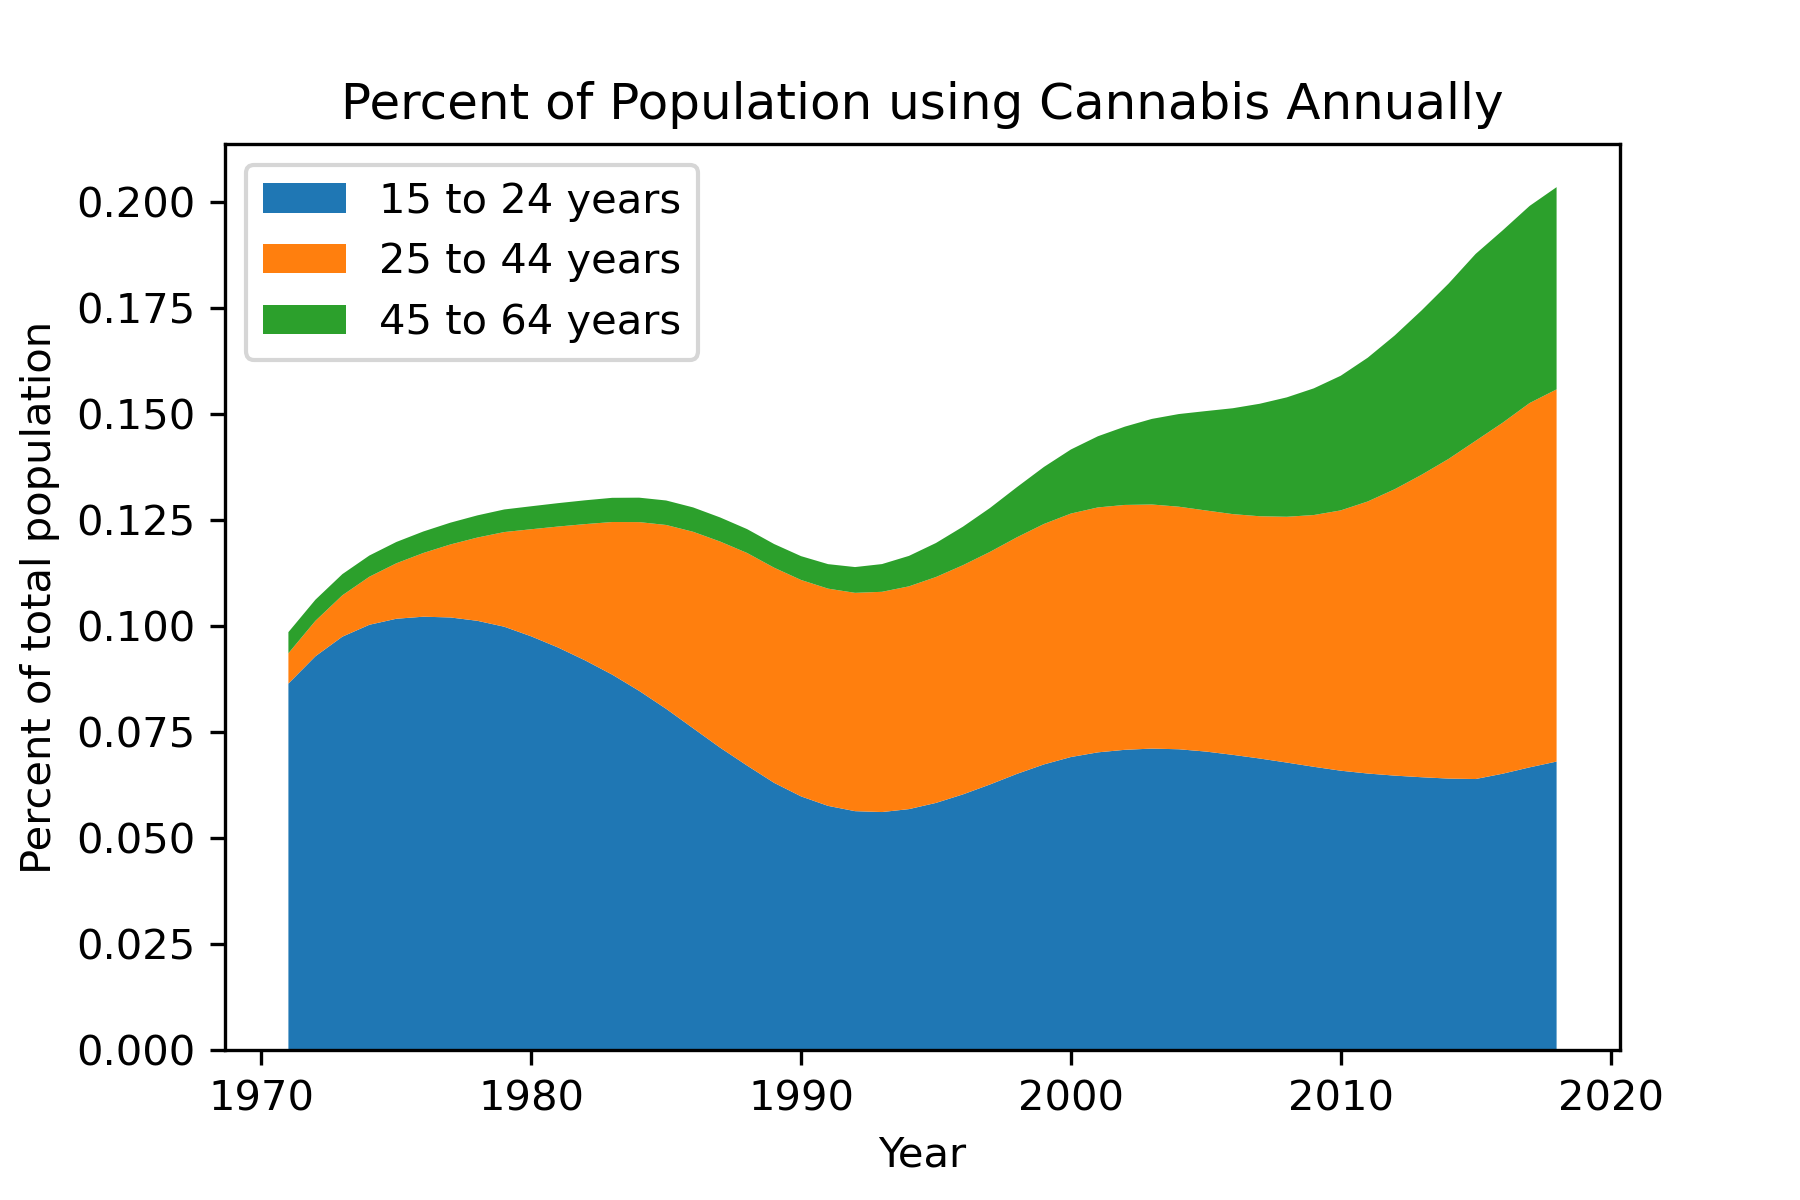 Percent of Population using Cannabis Annually
15 to 24 years
25 to 44 years
45 to 64 years
Percent of total population
0.200
0.175
0.150
0.125
0.100
0.075
0.050
0.025
0.000
1970 1980 1990 2000 2010 2020
Year